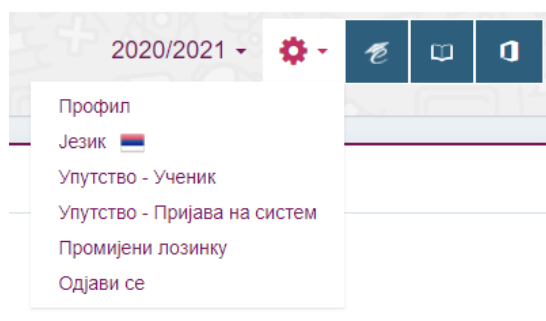 2020/2021
Профил
Језик
Упутство - Ученик
Упутство - Пријава на систем
Промијени лозинку
Одјави се